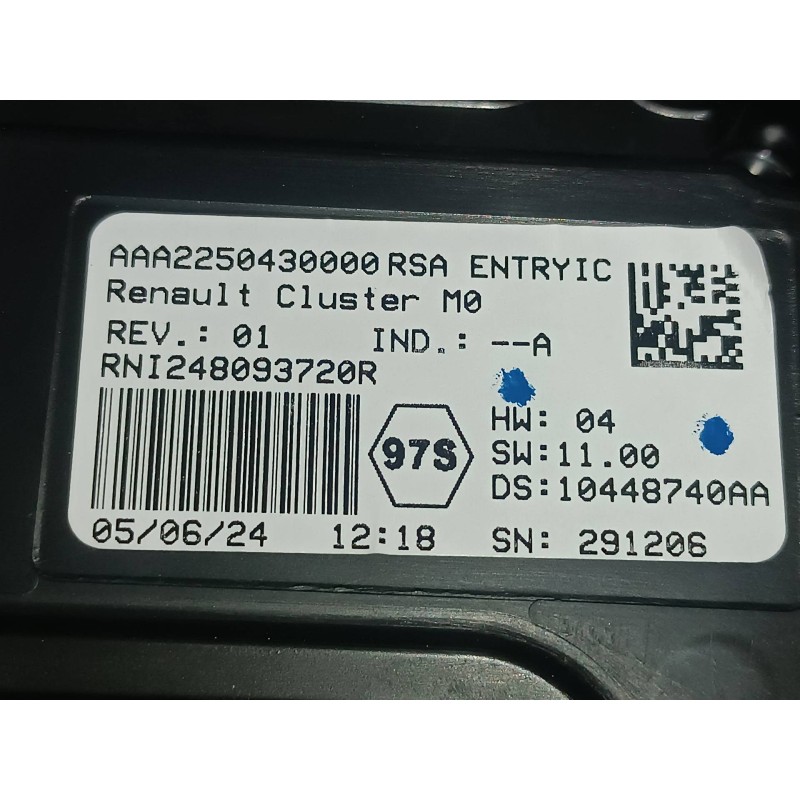 AAA2250430000 RSA ENTRYIC
Renault Cluster M0
REV.: 01 IND.: --A
RNI248093720R
97S
HW: 04
SW:11.00
DS:10448740AA
05/06/24 12:18 SN: 291206